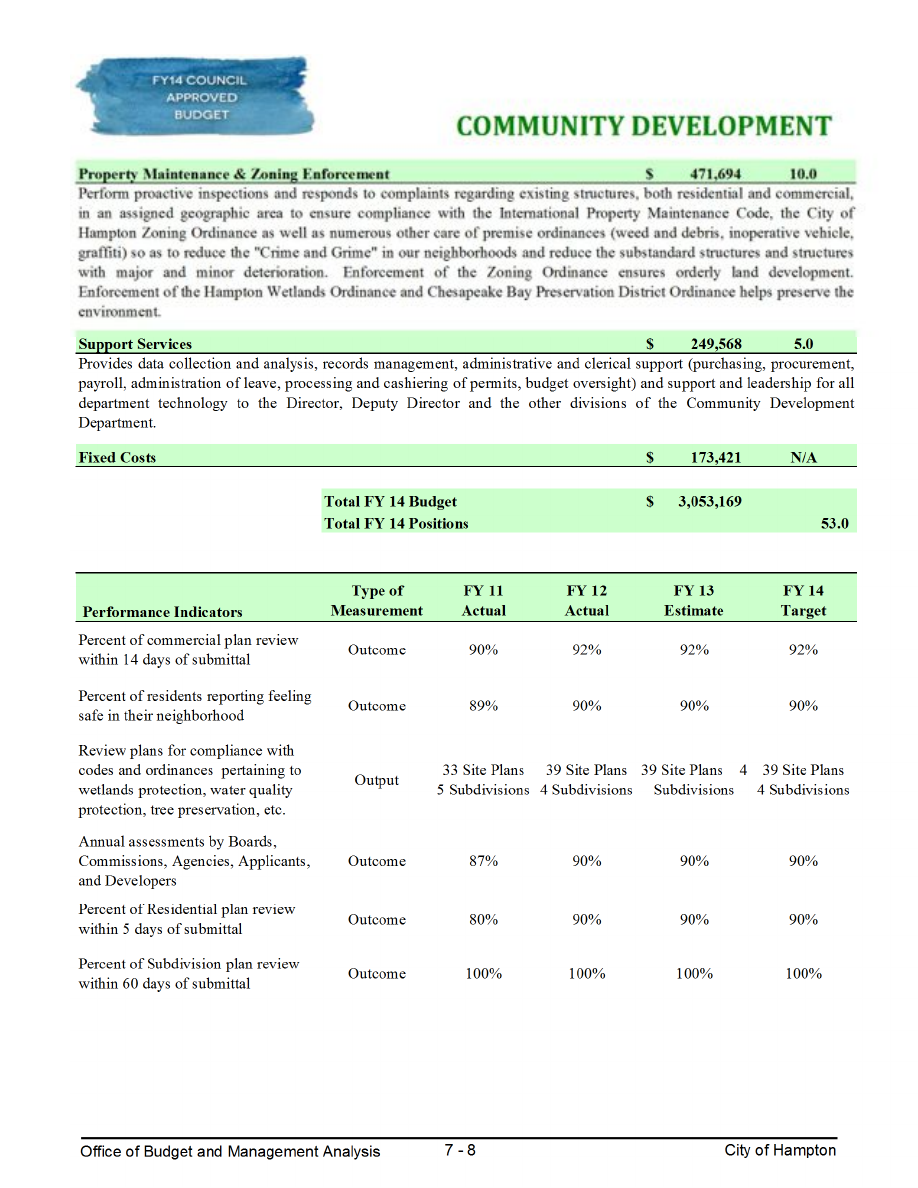 FY14 COUNCIL
APPROVED
BUDGET
COMMUNITY DEVELOPMENT
Property Maintenance & Zoning Enforcement $ 471,694 10.0
Perform proactive inspections and responds to complaints regarding existing structures, both residential and commercial,
in an assigned geographic area to ensure compliance with the International Property Maintenance Code, the City of
Hampton Zoning Ordinance as well as numerous other care of premise ordinances (weed and debris, inoperative vehicle,
graffiti) so as to reduce the "Crime and Grime" in our neighborhoods and reduce the substandard structures and structures
with major and minor deterioration. Enforcement of the Zoning Ordinance ensures orderly land development.
Enforcement of the Hampton Wetlands Ordinance and Chesapeake Bay Preservation District Ordinance helps preserve the
environment.
Support Services $ 249,568 5.0
Provides data collection and analysis, records management, administrative and clerical support (purchasing, procurement,
payroll, administration of leave, processing and cashiering of permits, budget oversight) and support and leadership for all
department technology to the Director, Deputy Director and the other divisions of the Community Development
Department.
Fixed Costs $ 173,421 N/A
Total FY 14 Budget $ 3,053,169
Total FY 14 Positions 53.0
Type of FY 11 FY 12 FY 13 FY 14
Performance Indicators Measurement Actual Actual Estimate Target
Percent of commercial plan review
within 14 days of submittal Outcome 90% 92% 92% 92%
Percent of residents reporting feeling
safe in their neighborhood Outcome 89% 90% 90% 90%
Review plans for compliance with
codes and ordinances pertaining to 33 Site Plans 39 Site Plans 39 Site Plans 4 39 Site Plans
wetlands protection, water quality Output 5 Subdivisions 4 Subdivisions Subdivisions 4 Subdivisions
protection, tree preservation, etc.
Annual assessments by Boards,
Commissions, Agencies, Applicants, Outcome 87% 90% 90% 90%
and Developers
Percent of Residential plan review
within 5 days of submittal Outcome 80% 90% 90% 90%
Percent of Subdivision plan review
within 60 days of submittal Outcome 100% 100% 100% 100%
Office of Budget and Management Analysis 7 - 8 City of Hampton